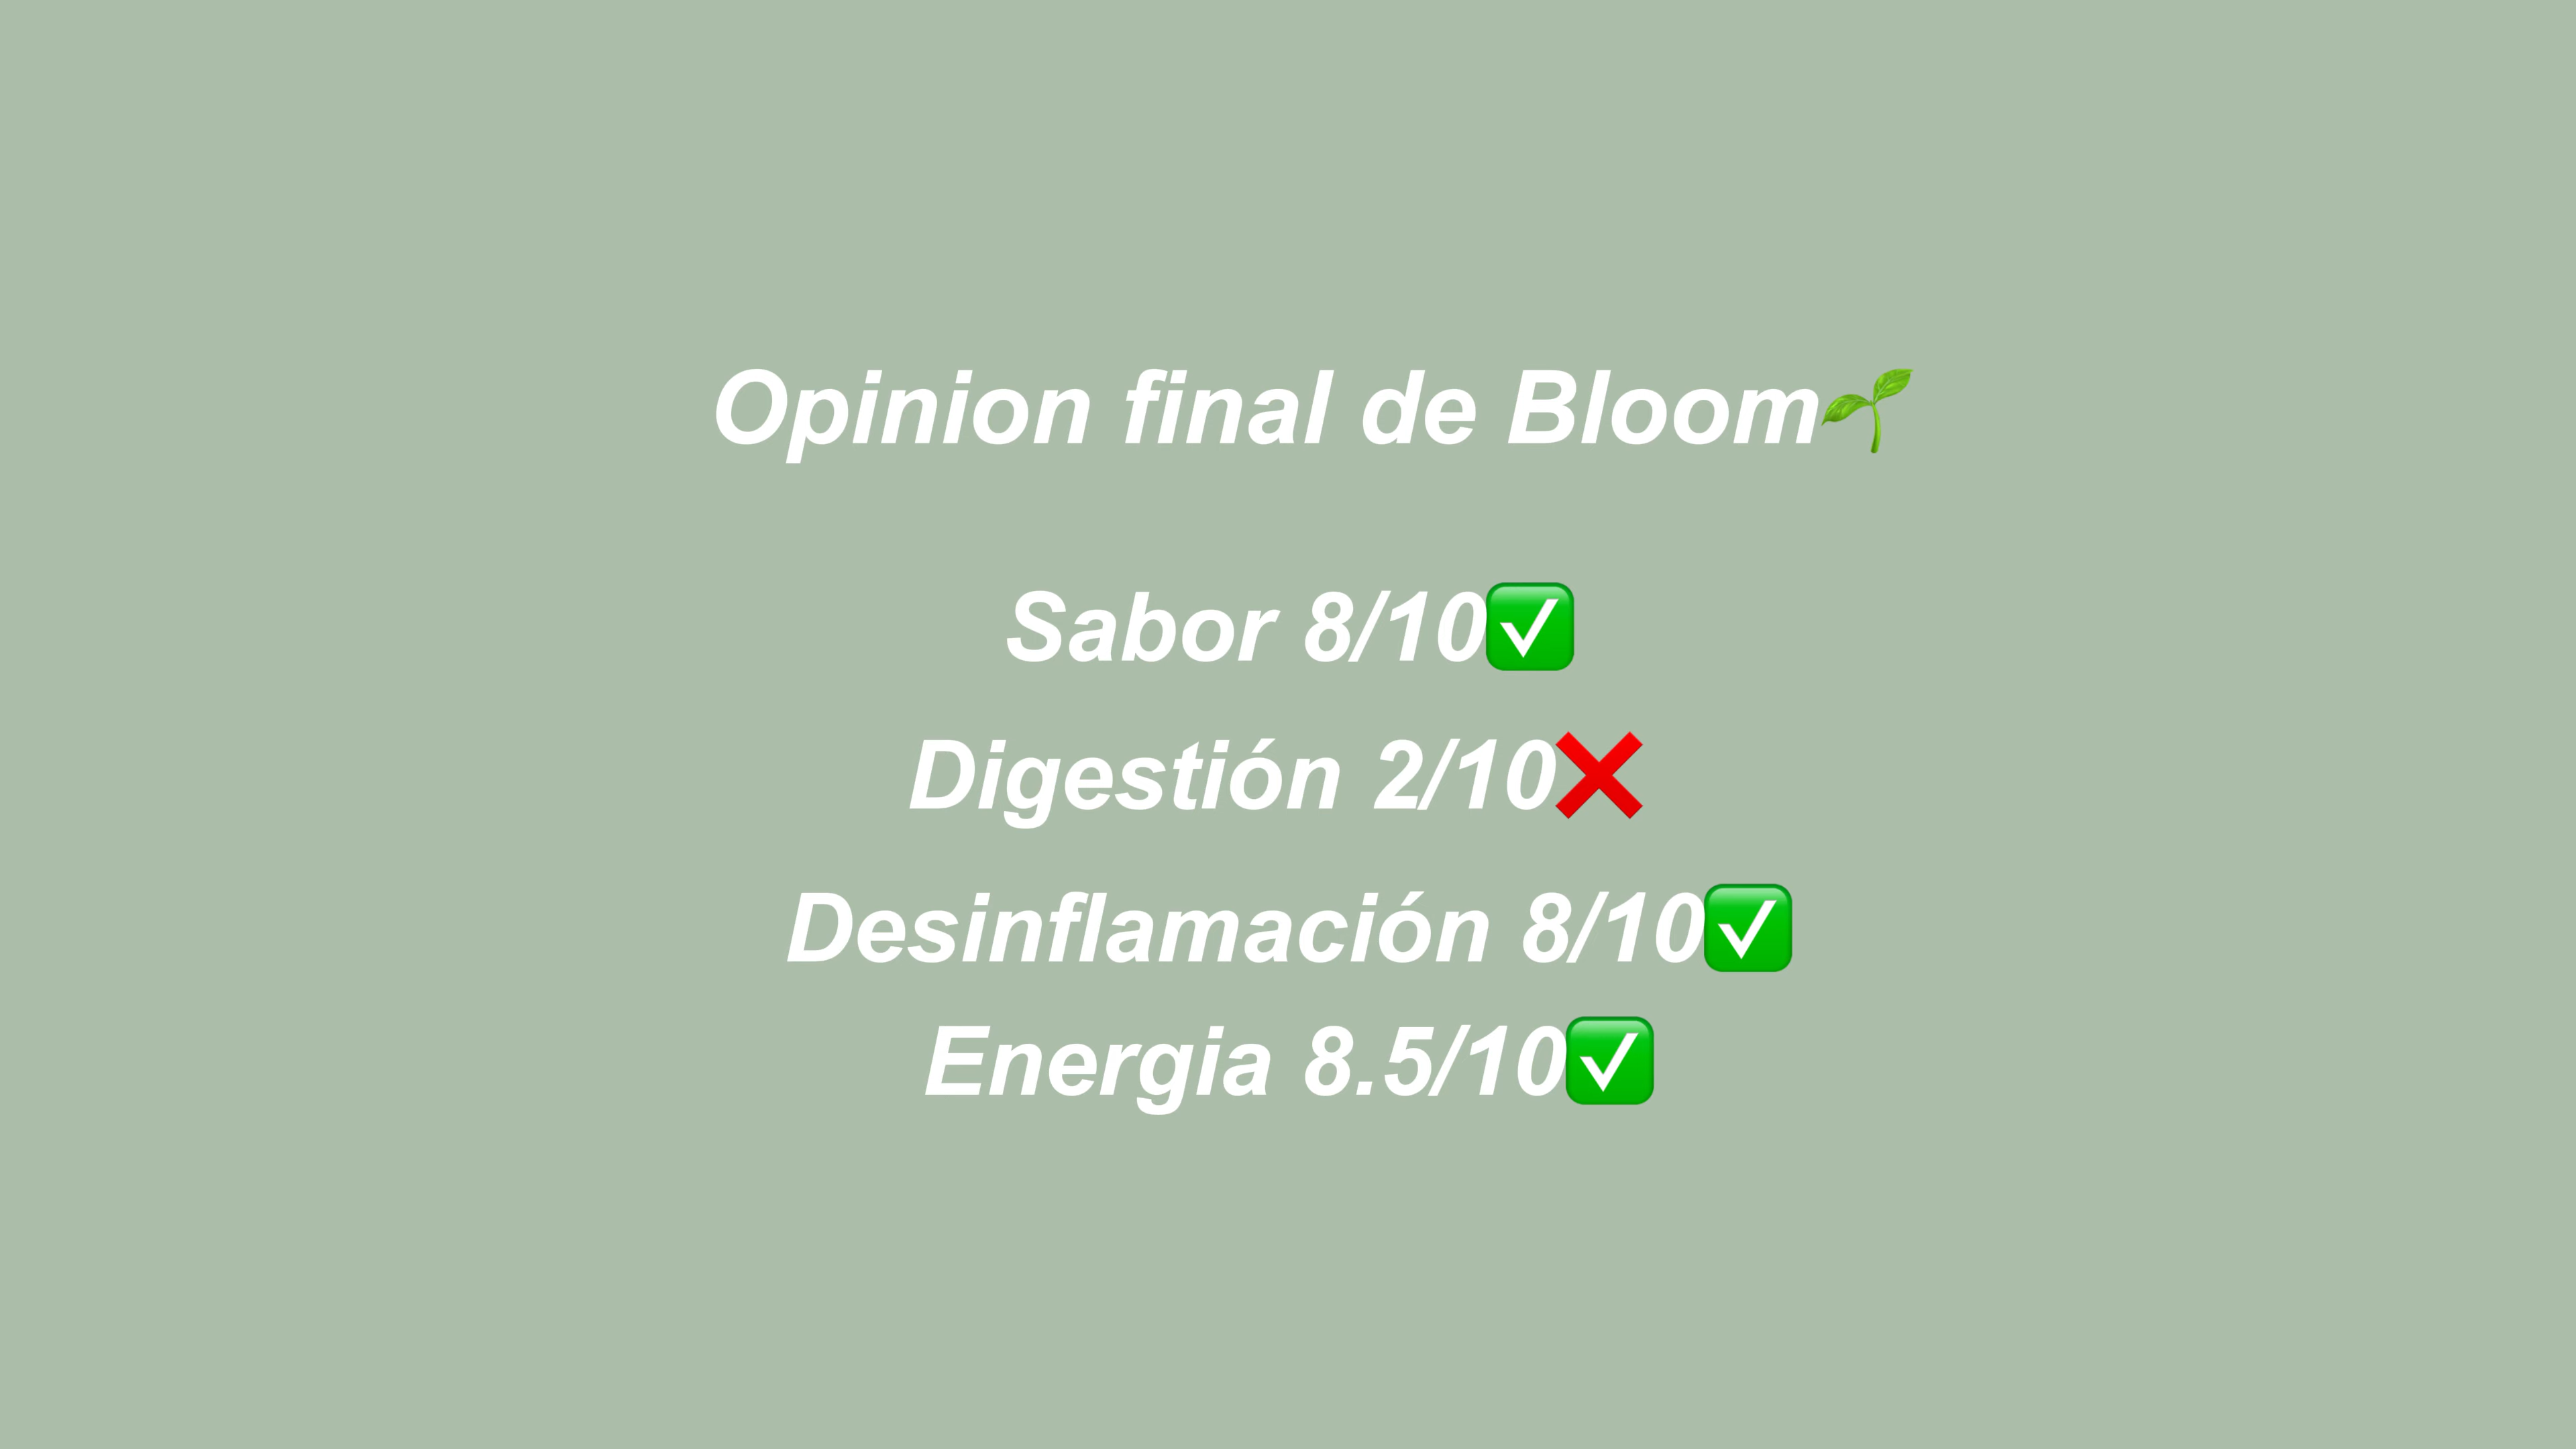 Opinion final de Bloom🌱
Sabor 8/10✅
Digestión 2/10❌
Desinflamación 8/10✅
Energia 8.5/10✅